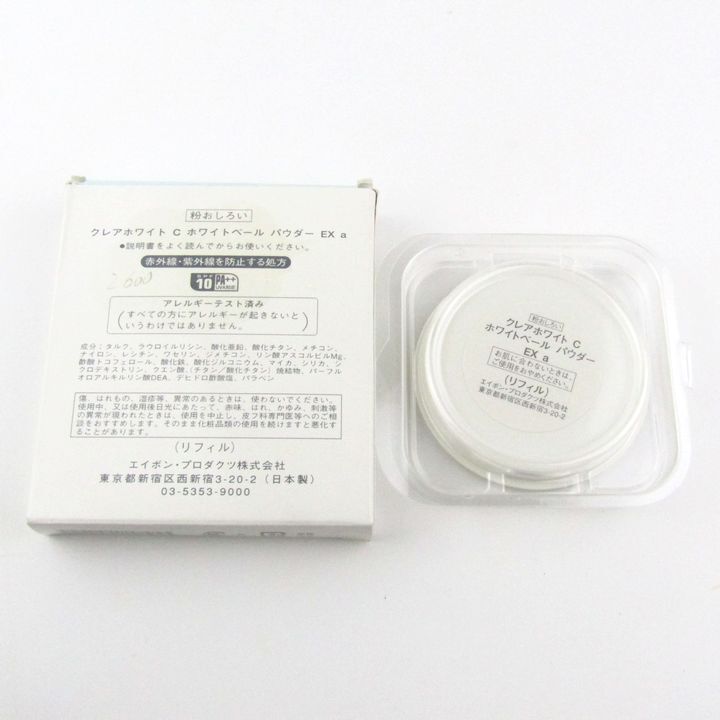 粉おしろい
クレアホワイト C ホワイトベール パウダー EX a
●説明書をよく読んでからお使いください。
赤外線・紫外線を防止する処方
2000
SPF 10 PA++
UVA防御
アレルギーテスト済み
(すべての方にアレルギーが起きないと
いうわけではありません。)
成分:タルク、ラウロイルリシン、酸化亜鉛、酸化チタン、メチコン、
ナイロン、レシチン、ワセリン、ジメチコン、リン酸アスコルビルMg、
酢酸トコフェロール、酸化鉄、酸化ジルコニウム、マイカ、シリカ、シ
クロデキストリン、クエン酸、(チタン/酸化チタン)焼結物、パーフル
オロアルキルリン酸DEA、デヒドロ酢酸塩、パラベン
傷、はれもの、湿疹等、異常のあるときは、使わないでください。
使用中、又は使用後日光にあたって、赤味、はれ、かゆみ、刺激等
の異常が現われたときは、使用を中止し、皮フ科専門医等へのご相
談をおすすめします。そのまま化粧品類の使用を続けますと悪化す
ることがあります。
(リフィル)
エイボン・プロダクツ株式会社
東京都新宿区西新宿3-20-2(日本製)
03-5353-9000
粉おしろい
クレアホワイト C
ホワイトベール パウダー
EX a
お肌に合わないときは、
ご使用をおやめください。
(リフィル)
エイボン・プロダクツ株式会社
東京都新宿区西新宿3-20-2